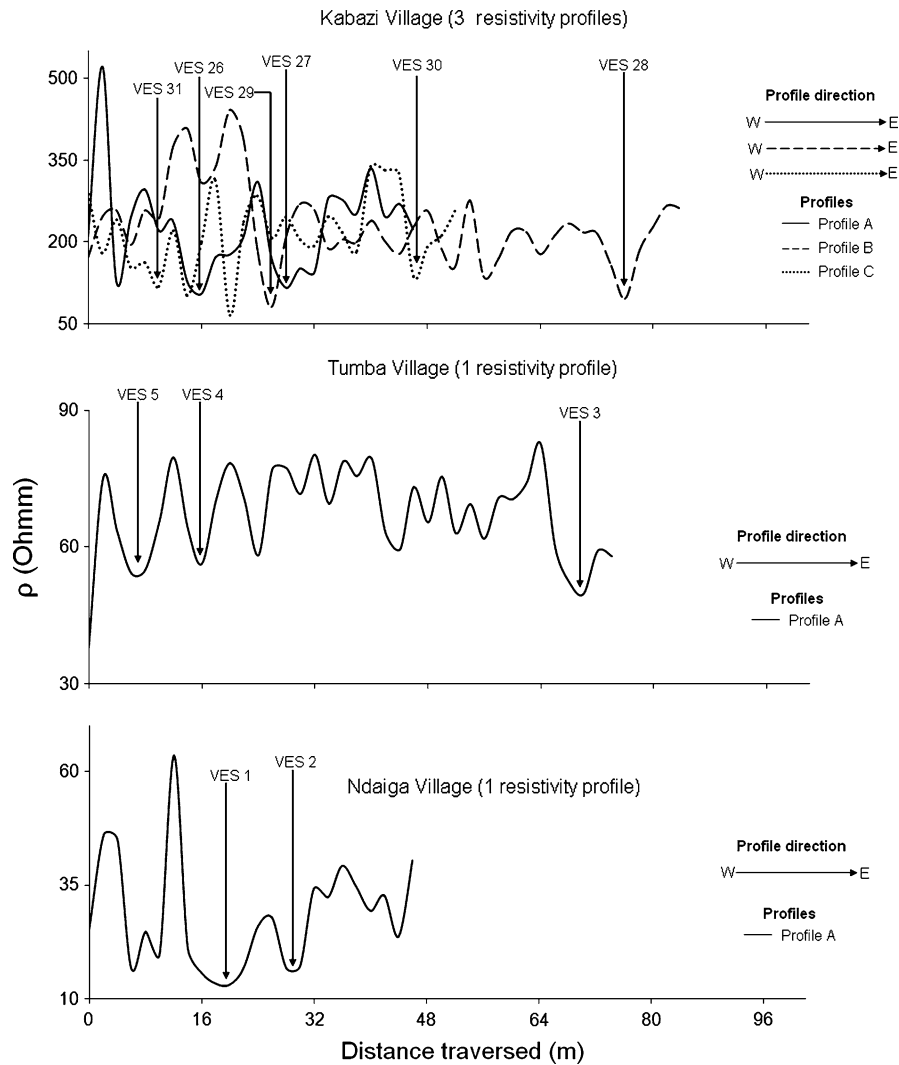 Kabazi Village (3 resistivity profiles)
500
350
200
50
VES 31
VES 26
VES 29
VES 27
VES 30
VES 28
Profile direction
W E
W E
W E
Profiles
Profile A
Profile B
Profile C
Tumba Village (1 resistivity profile)
90
60
30
VES 5
VES 4
VES 3
Profile direction
W E
Profiles
Profile A
ρ (Ohmm)
Ndaiga Village (1 resistivity profile)
60
35
10
VES 1
VES 2
Profile direction
W E
Profiles
Profile A
0 16 32 48 64 80 96
Distance traversed (m)